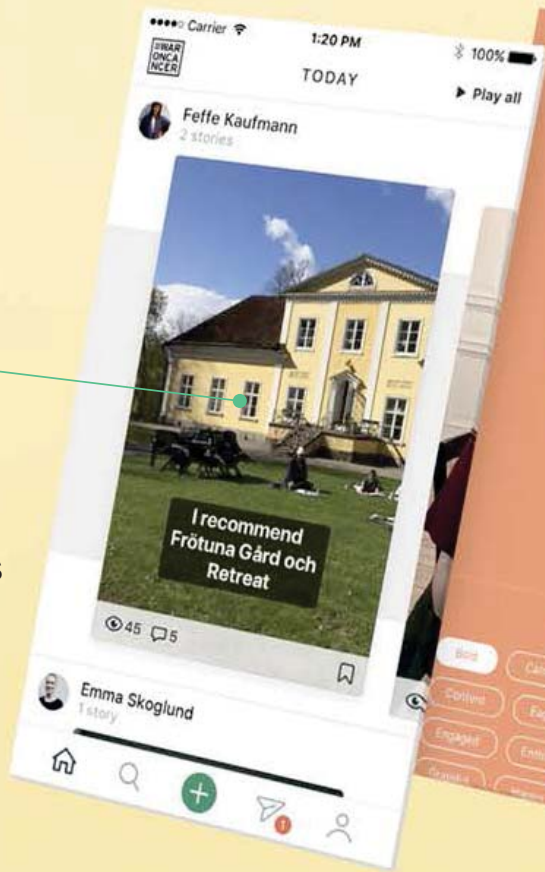 Carrier
1:20 PM
100%
#WAR
ONCA
NCER
TODAY
Play all
Feffe Kaufmann
2 stories
I recommend
Frötuna Gård och
Retreat
45
5
Emma Skoglund
1 story
1
Bold
Content
Engaged